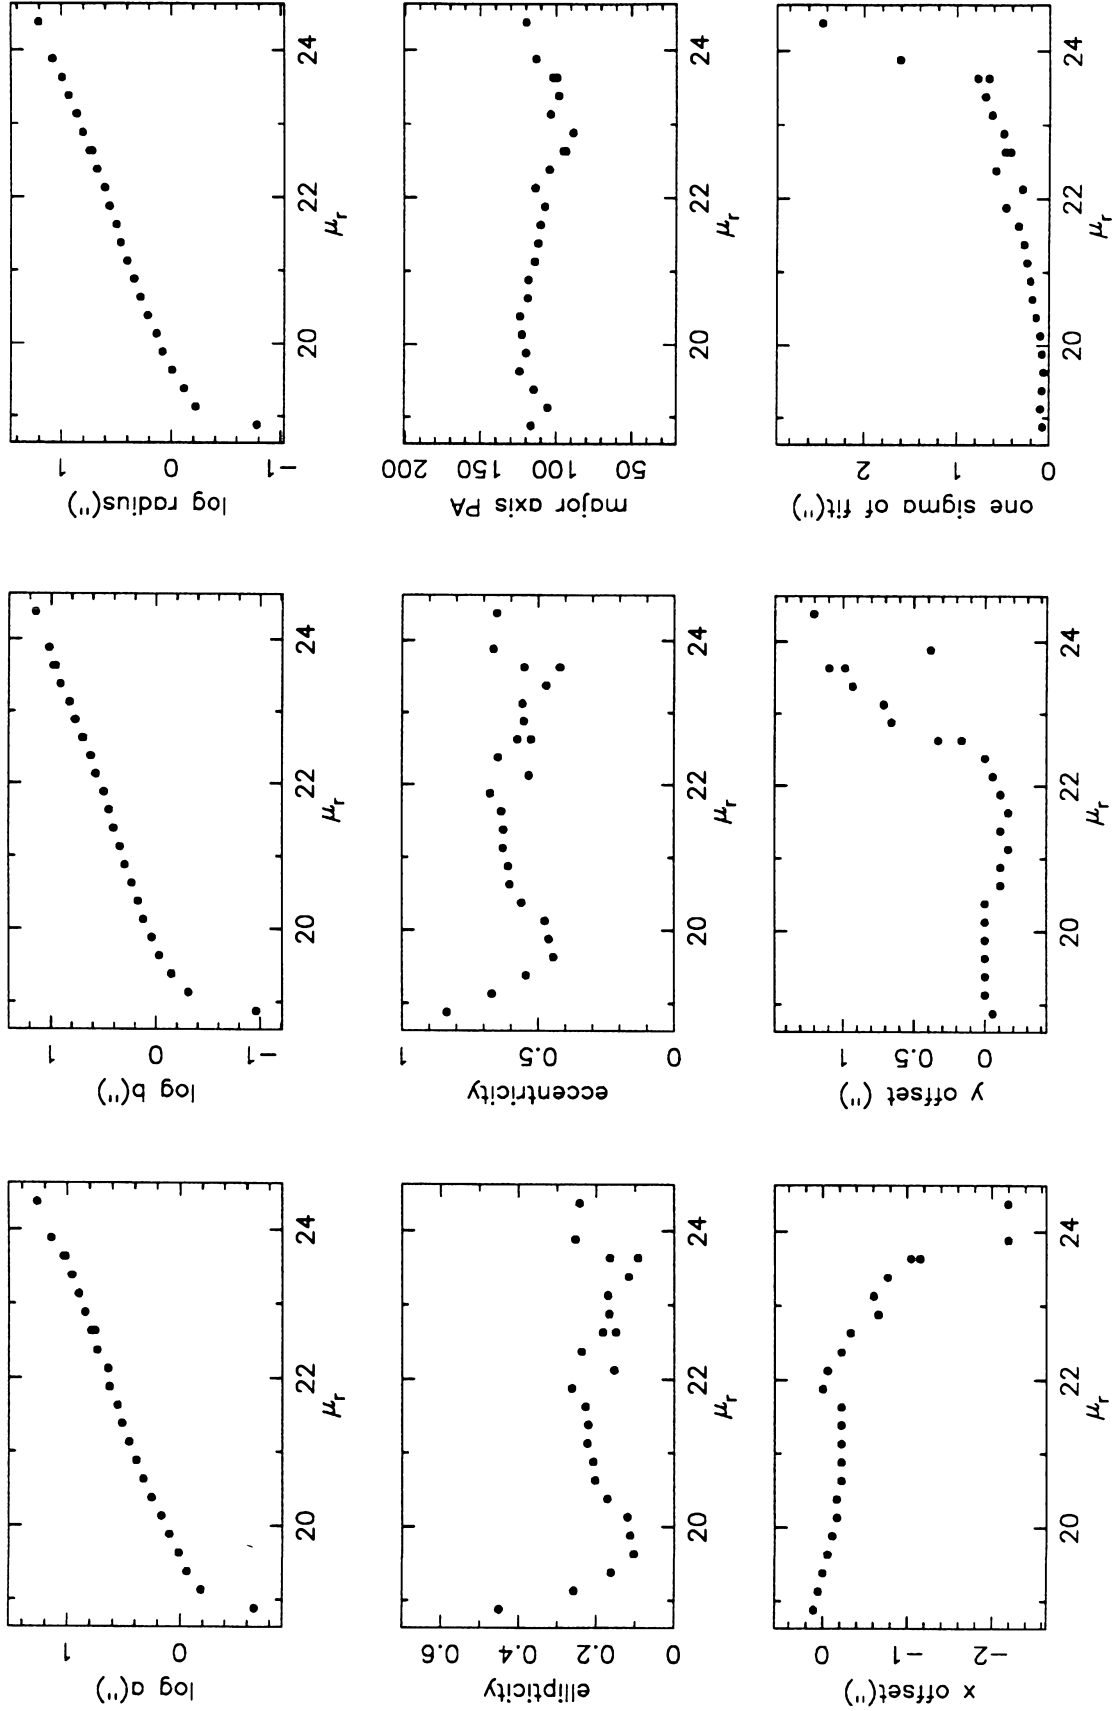 log a(")
1
0
20 22 24
μr
log b(")
1
0
−1
20 22 24
μr
log radius(")
1
0
−1
20 22 24
μr
ellipticity
0.6
0.4
0.2
0
20 22 24
μr
eccentricity
1
0.5
0
20 22 24
μr
major axis PA
200
150
100
50
20 22 24
μr
x offset(")
0
−1
−2
20 22 24
μr
y offset (")
1
0.5
0
20 22 24
μr
one sigma of fit(")
2
1
0
20 22 24
μr